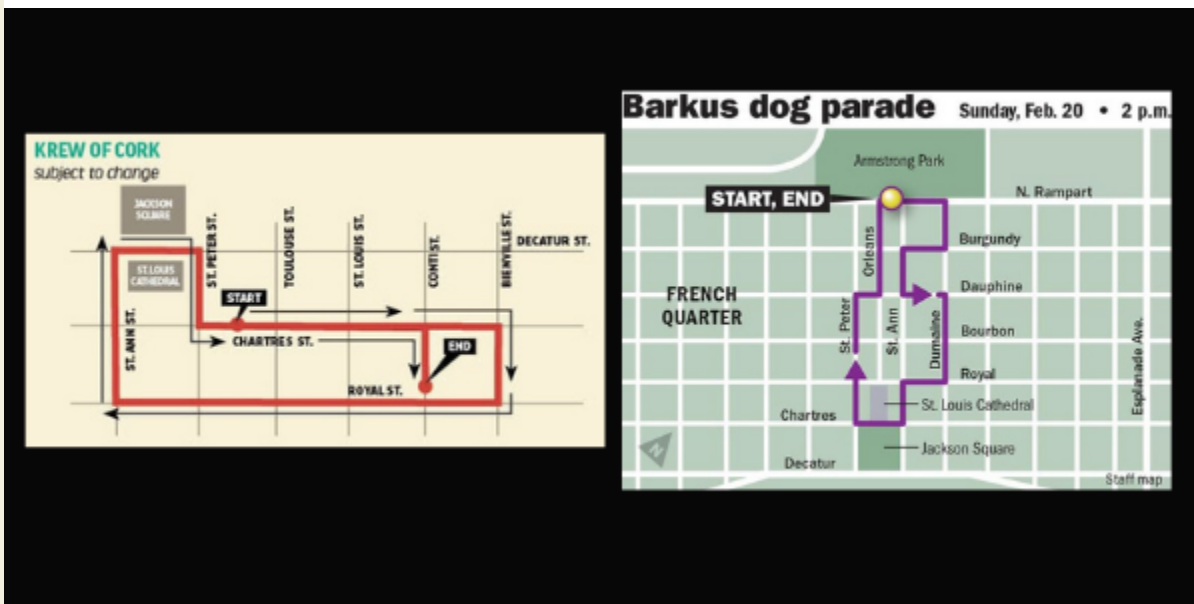 KREW OF CORK
subject to change
JACKSON
SQUARE
ST. PETER ST.
TOULOUSE ST.
ST. LOUIS ST.
CONTI ST.
BIENVILLE ST.
DECATUR ST.
ST. LOUIS
CATHEDRAL
START
ST. ANN ST.
CHARTRES ST.
END
ROYAL ST.
Barkus dog parade Sunday, Feb. 20 • 2 p.m.
Armstrong Park
START, END
N. Rampart
Orleans
Burgundy
FRENCH
QUARTER
Dauphine
St. Peter
St. Ann
Dumaine
Bourbon
Royal
Esplanade Ave.
Chartres
St. Louis Cathedral
Jackson Square
Decatur
N
Staff map